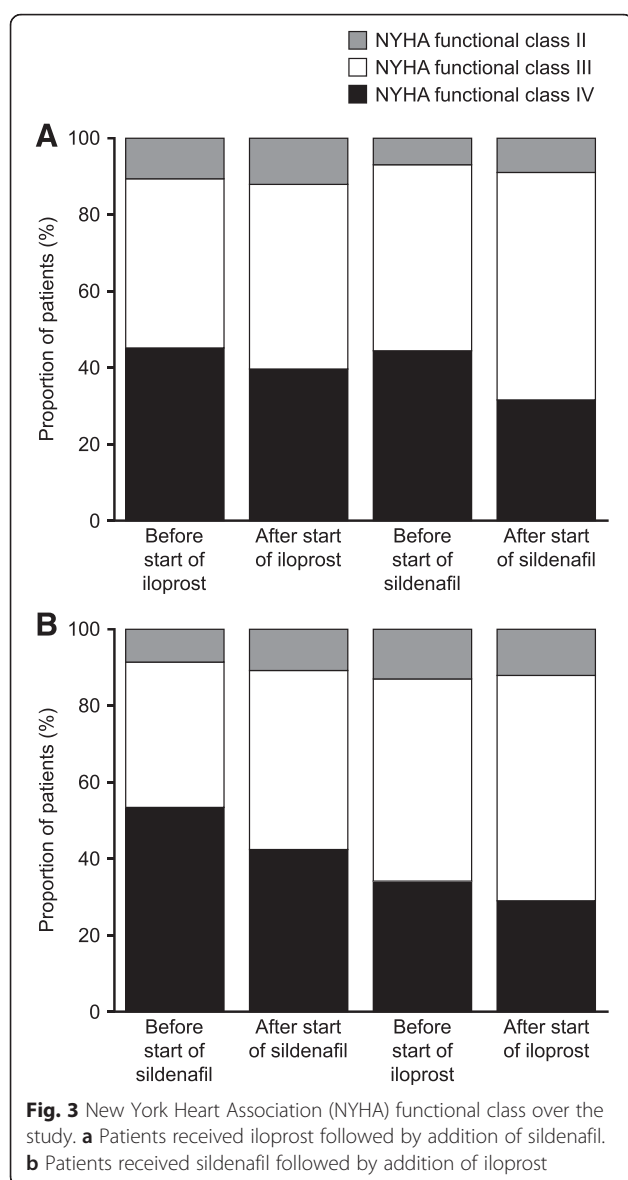 NYHA functional class II
NYHA functional class III
NYHA functional class IV
A
Proportion of patients (%)
100
80
60
40
20
0
Before
start of
iloprost
After start
of iloprost
Before
start of
sildenafil
After start
of sildenafil
B
Proportion of patients (%)
100
80
60
40
20
0
Before
start of
sildenafil
After start
of sildenafil
Before
start of
iloprost
After start
of iloprost
Fig. 3 New York Heart Association (NYHA) functional class over the
study. a Patients received iloprost followed by addition of sildenafil.
b Patients received sildenafil followed by addition of iloprost